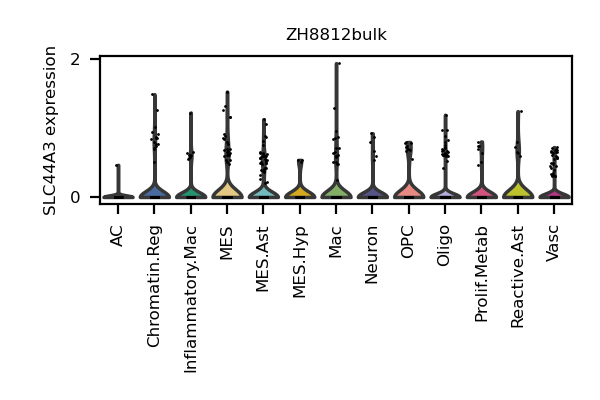 ZH8812bulk
SLC44A3 expression
2
0
AC
Chromatin.Reg
Inflammatory.Mac
MES
MES.Ast
MES.Hyp
Mac
Neuron
OPC
Oligo
Prolif.Metab
Reactive.Ast
Vasc